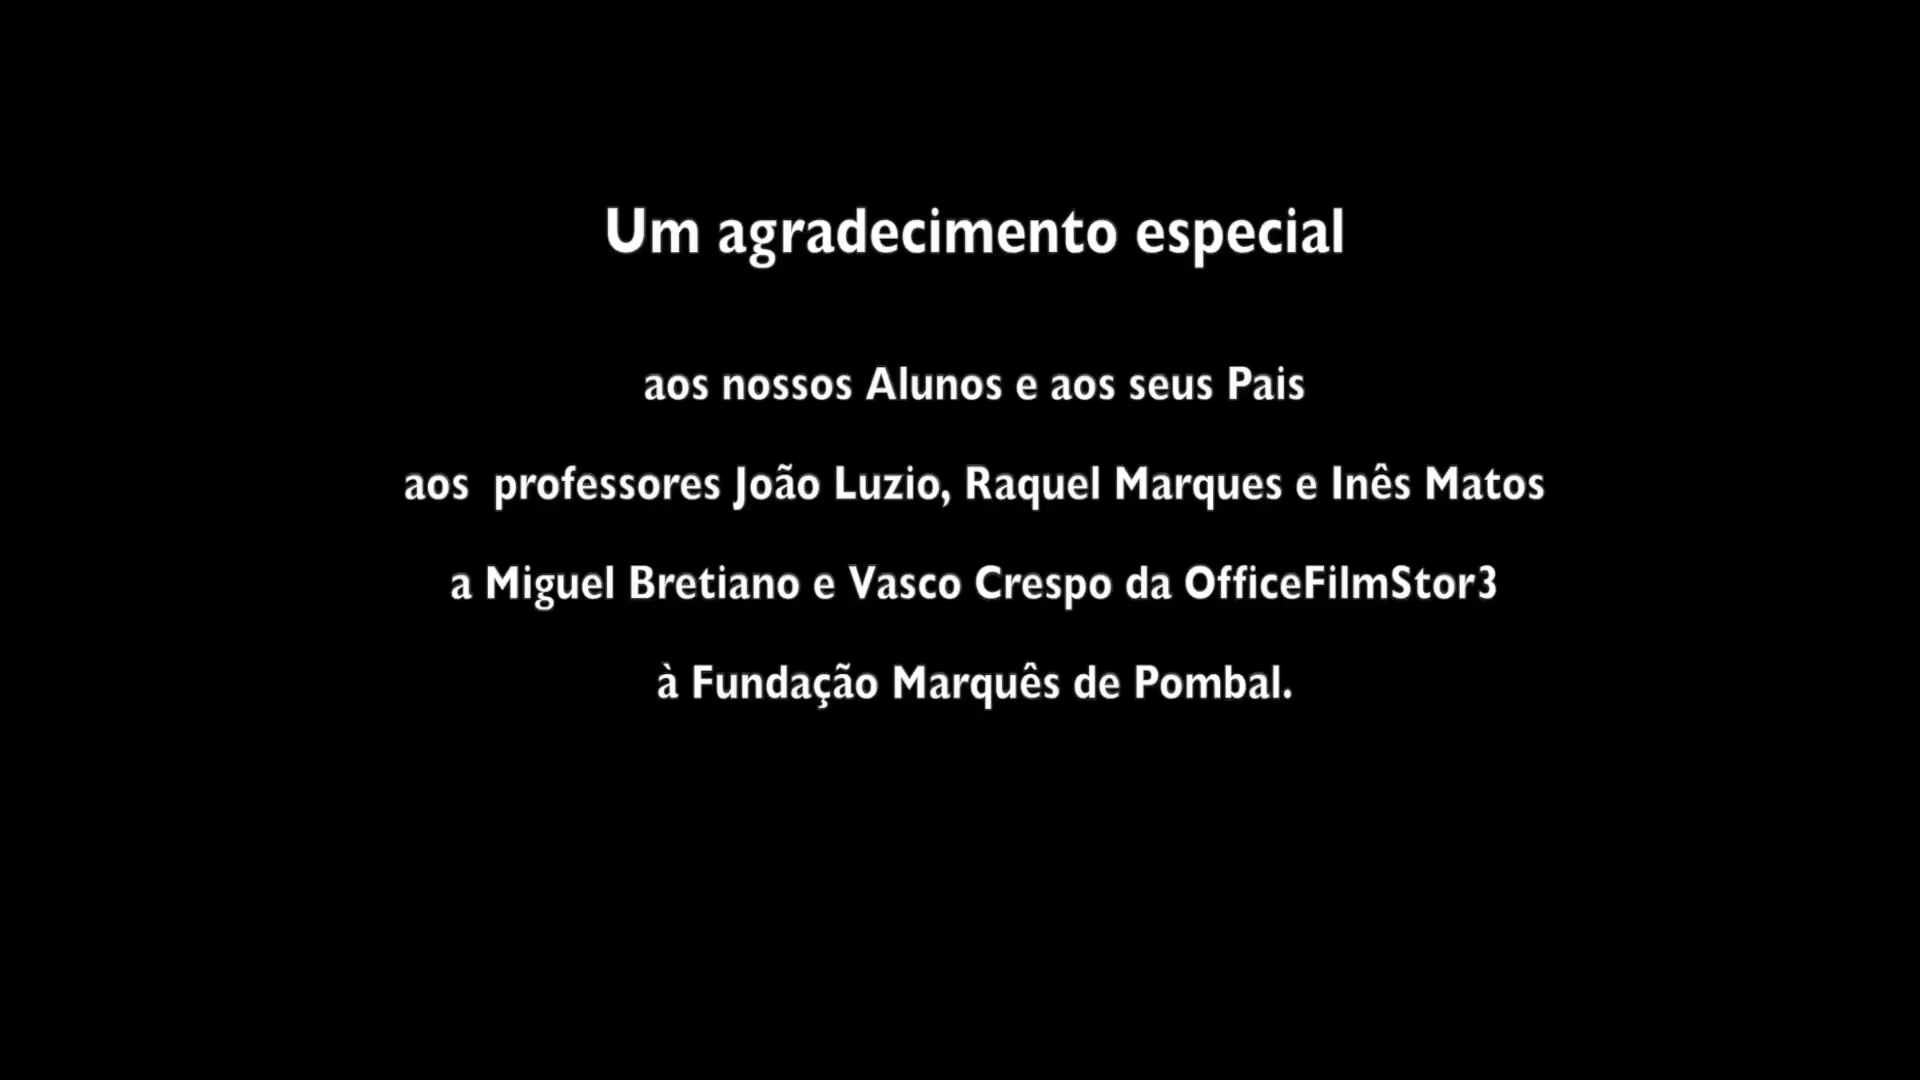 Um agradecimento especial
aos nossos Alunos e aos seus Pais
aos  professores João Luzio, Raquel Marques e Inês Matos
a Miguel Bretiano e Vasco Crespo da OfficeFilmStor3
à Fundação Marquês de Pombal.